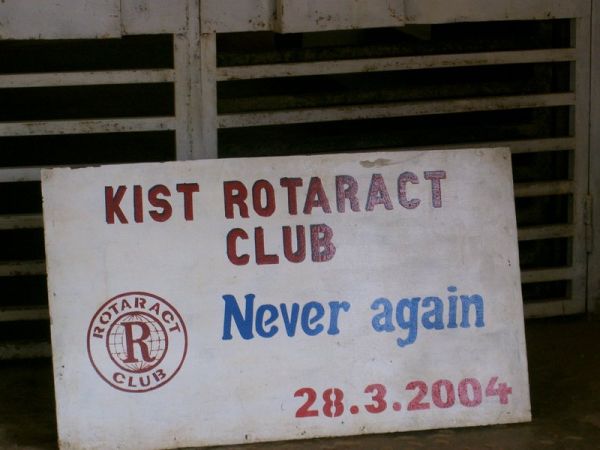 KIST ROTARACT
CLUB
Never again
ROTARACT
R
CLUB
28.3.2004